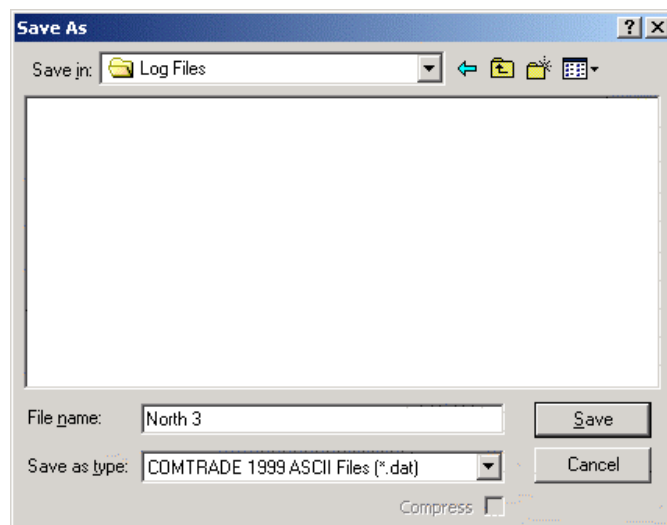 Save As
Save in: Log Files
File name: North 3
Save
Save as type: COMTRADE 1999 ASCII Files (*.dat)
Cancel
Compress